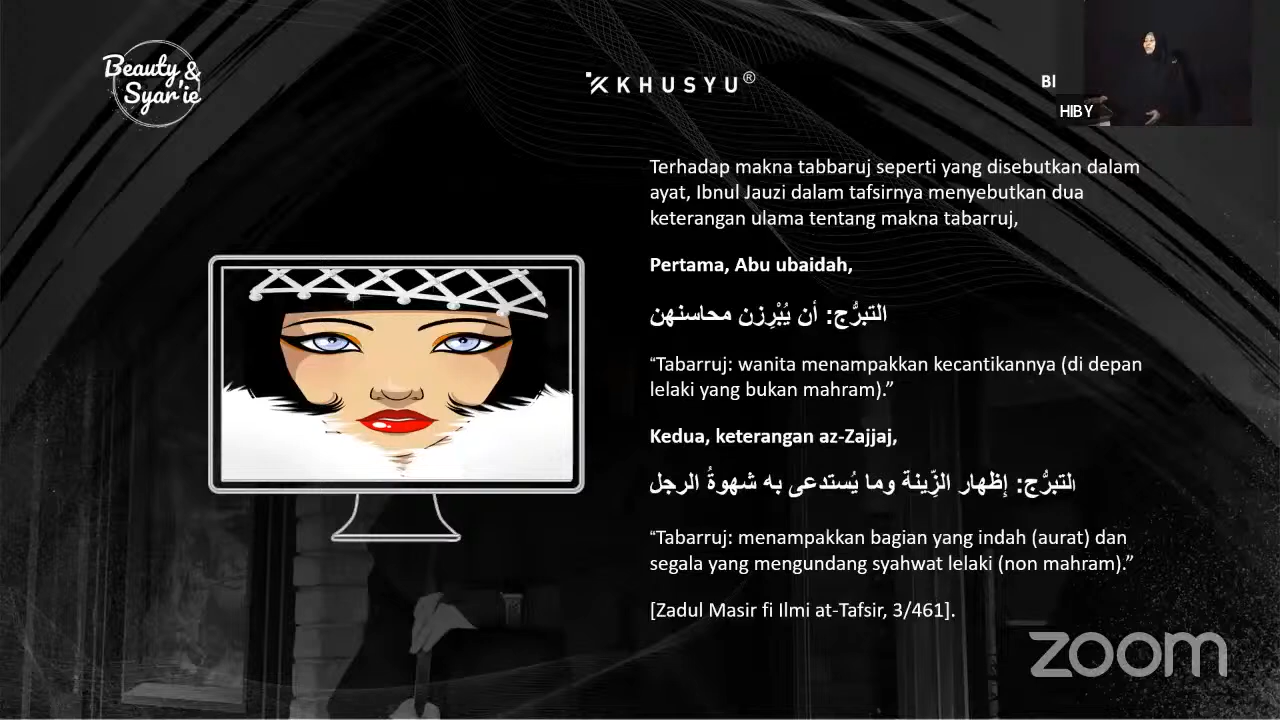 Beauty &
Syar'ie
KHUSYU®
BI
HIBY
Terhadap makna tabbaruj seperti yang disebutkan dalam
ayat, Ibnul Jauzi dalam tafsirnya menyebutkan dua
keterangan ulama tentang makna tabarruj,
Pertama, Abu ubaidah,
التبرُّج: أن يُبْرِزن محاسنهن
“Tabarruj: wanita menampakkan kecantikannya (di depan
lelaki yang bukan mahram).”
Kedua, keterangan az-Zajjaj,
لتبرُّج: إظهار الزِّينة وما يُستدعى به شهوةُ الرجل
“Tabarruj: menampakkan bagian yang indah (aurat) dan
segala yang mengundang syahwat lelaki (non mahram).”
[Zadul Masir fi Ilmi at-Tafsir, 3/461].
zoom